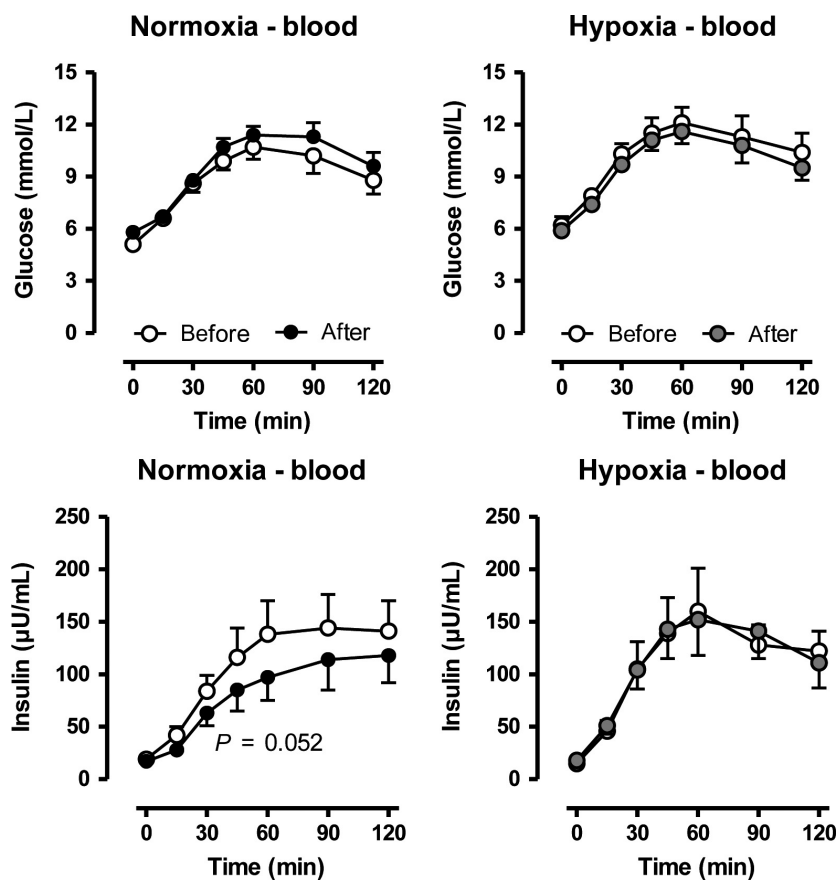 Normoxia - blood
Glucose (mmol/L)
15
12
9
6
3
0
Before After
0 30 60 90 120
Time (min)
Hypoxia - blood
Glucose (mmol/L)
15
12
9
6
3
0
Before After
0 30 60 90 120
Time (min)
Normoxia - blood
Insulin (µU/mL)
250
200
150
100
50
0
P = 0.052
0 30 60 90 120
Time (min)
Hypoxia - blood
Insulin (µU/mL)
250
200
150
100
50
0
0 30 60 90 120
Time (min)